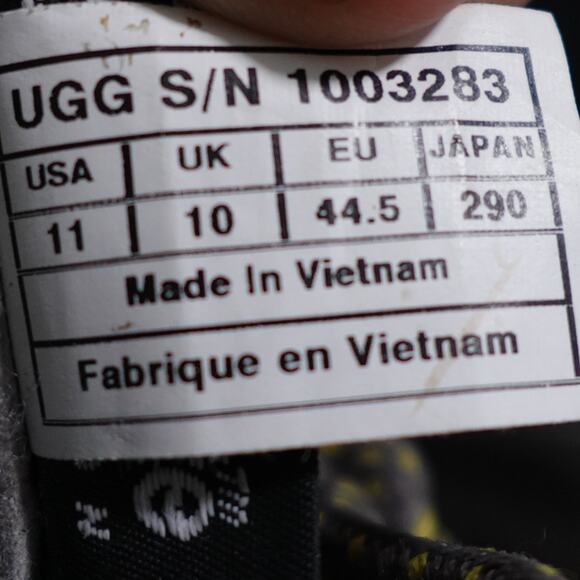 UGG S/N 1003283
USA UK EU JAPAN
11 10 44.5 290
Made In Vietnam
Fabrique en Vietnam